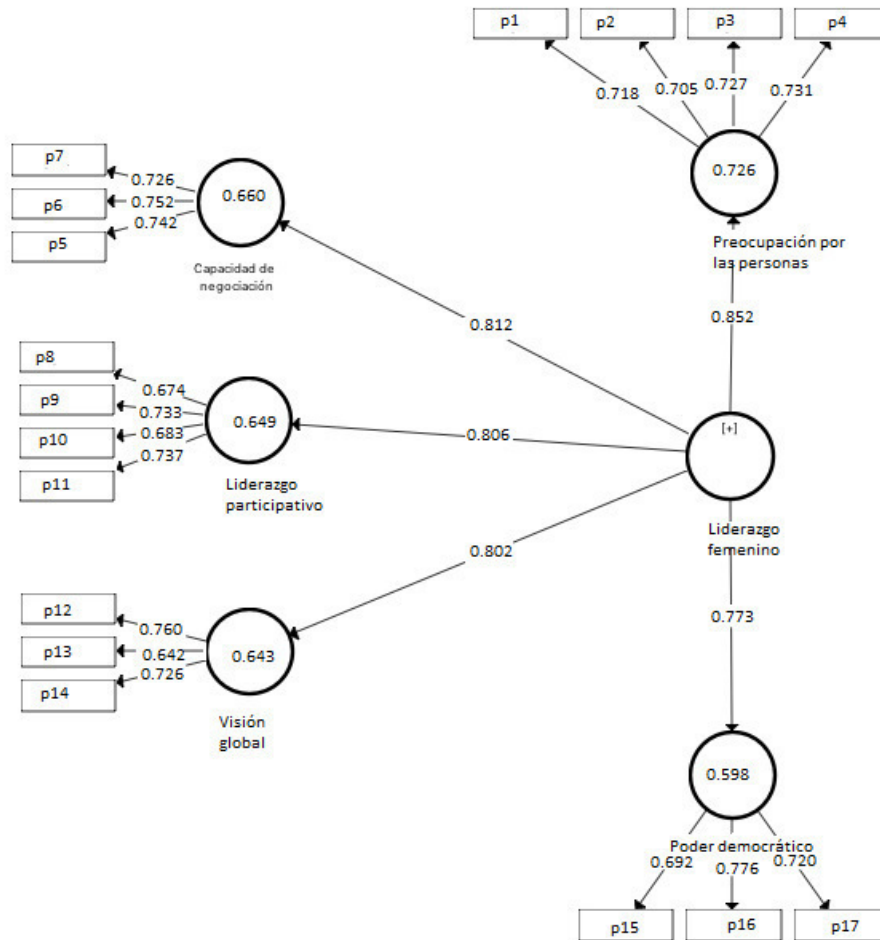 p1
p2
p3
p4
0.718
0.705
0.727
0.731
0.726
Preocupación por
las personas
0.852
p7
p6
p5
0.726
0.752
0.742
0.660
Capacidad de
negociación
0.812
p8
p9
p10
p11
0.674
0.733
0.683
0.737
0.649
Liderazgo
participativo
0.806
[+]
Liderazgo
femenino
0.802
p12
p13
p14
0.760
0.642
0.726
0.643
Visión
global
0.773
0.598
Poder democrático
0.692
0.776
0.720
p15
p16
p17